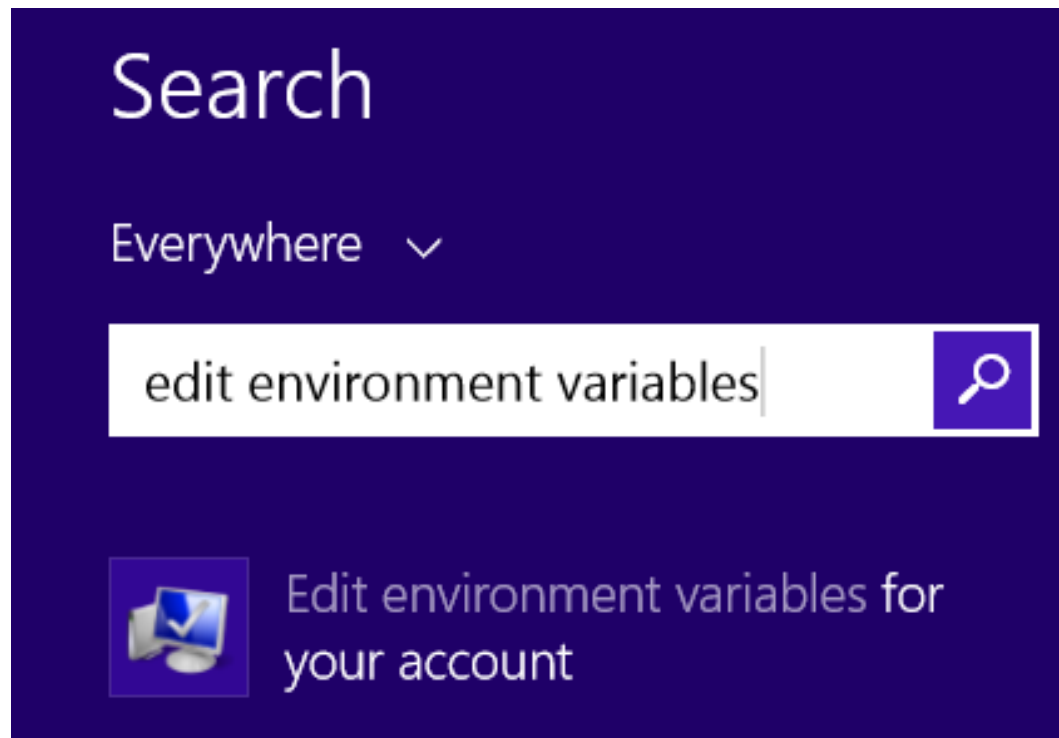 Search
Everywhere
edit environment variables
Edit environment variables for
your account